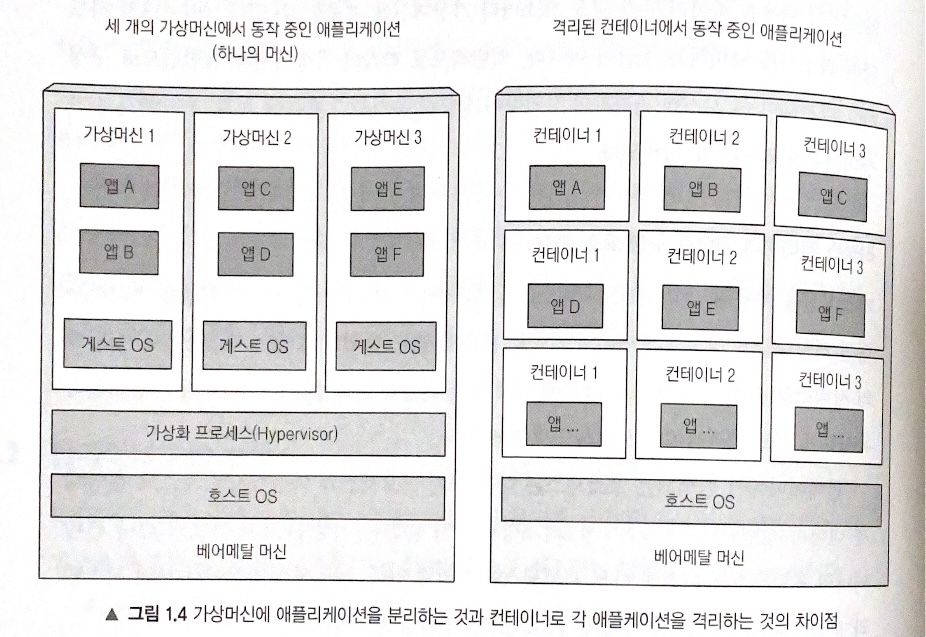 세 개의 가상머신에서 동작 중인 애플리케이션
(하나의 머신)
가상머신 1
가상머신 2
가상머신 3
앱 A
앱 C
앱 E
앱 B
앱 D
앱 F
게스트 OS
게스트 OS
게스트 OS
가상화 프로세스(Hypervisor)
호스트 OS
베어메탈 머신
격리된 컨테이너에서 동작 중인 애플리케이션
컨테이너 1
컨테이너 2
컨테이너 3
앱 A
앱 B
앱 C
컨테이너 1
컨테이너 2
컨테이너 3
앱 D
앱 E
앱 F
컨테이너 1
컨테이너 2
컨테이너 3
앱 ...
앱 ...
앱 ...
호스트 OS
베어메탈 머신
▲ 그림 1.4 가상머신에 애플리케이션을 분리하는 것과 컨테이너로 각 애플케이션을 격리하는 것의 차이점